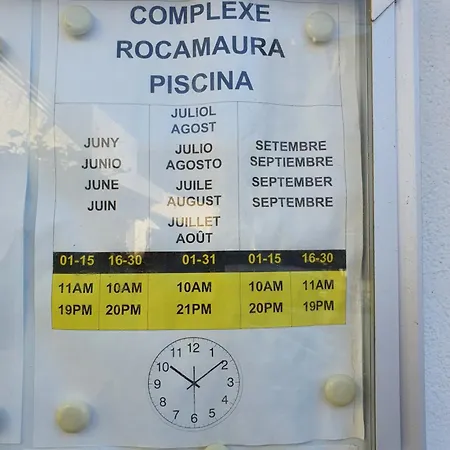 COMPLEXE
ROCAMAURA
PISCINA
JUNY
JUNIO
JUNE
JUIN
JULIOL
AGOST
JULIO
AGOSTO
JUILE
AUGUST
JUILLET
AOÛT
SETEMBRE
SEPTIEMBRE
SEPTEMBER
SEPTEMBRE
01-15 16-30 01-31 01-15 16-30
11AM 10AM 10AM 10AM 11AM
19PM 20PM 21PM 20PM 19PM
12
11 1
10 2
9 3
8 4
7 5
6